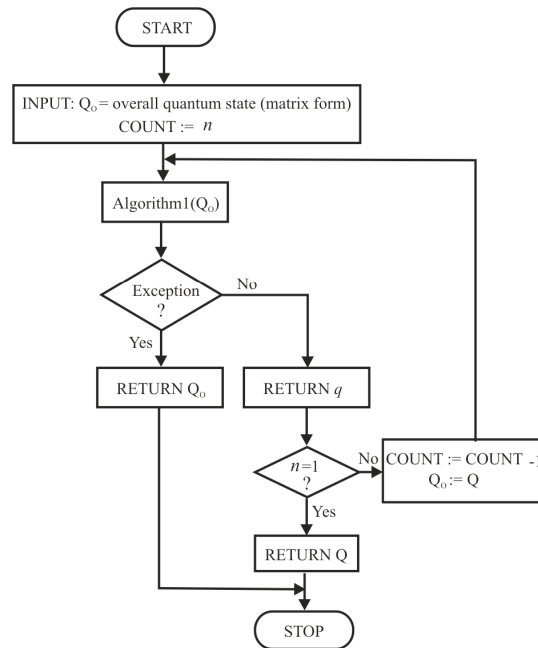 START
INPUT: Qo = overall quantum state (matrix form)
COUNT := n
Algorithm1(Qo)
Exception
?
No
Yes
RETURN Qo
RETURN q
n=1
?
No
COUNT := COUNT -1
Qo := Q
Yes
RETURN Q
STOP